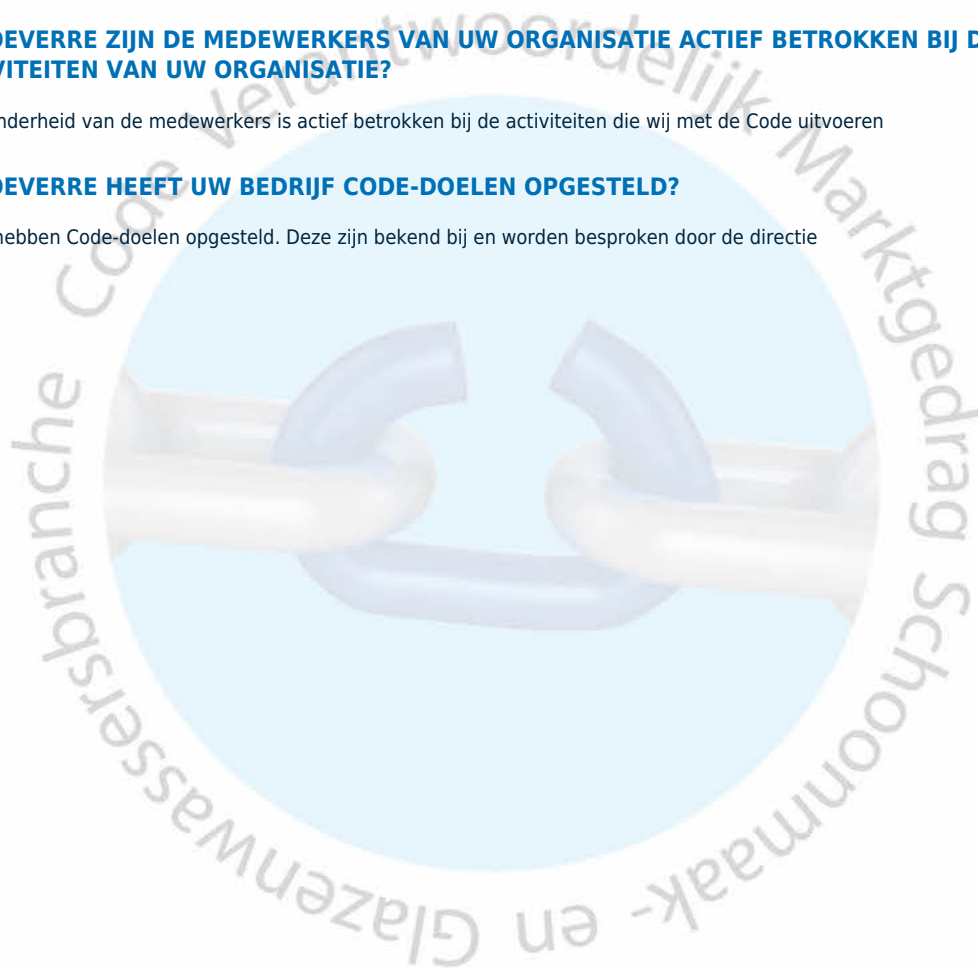 OEVERRE ZIJN DE MEDEWERKERS VAN UW ORGANISATIE ACTIEF BETROKKEN BIJ D
VITEITEN VAN UW ORGANISATIE?
nderheid van de medewerkers is actief betrokken bij de activiteiten die wij met de Code uitvoeren
OEVERRE HEEFT UW BEDRIJF CODE-DOELEN OPGESTELD?
hebben Code-doelen opgesteld. Deze zijn bekend bij en worden besproken door de directie
Code Verantwoordelijk Marktgedrag Schoonmaak- en Glazenwassersbranche